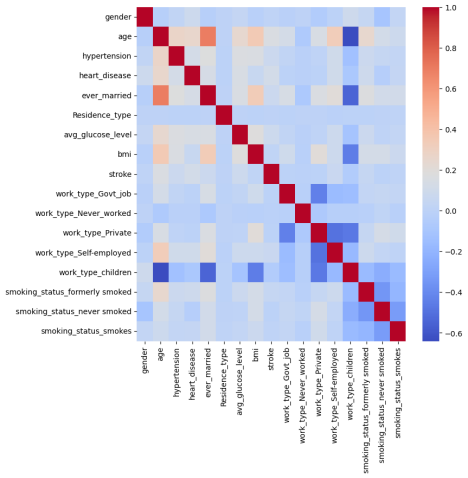 gender
age
hypertension
heart_disease
ever_married
Residence_type
avg_glucose_level
bmi
stroke
work_type_Govt_job
work_type_Never_worked
work_type_Private
work_type_Self-employed
work_type_children
smoking_status_formerly smoked
smoking_status_never smoked
smoking_status_smokes
gender
age
hypertension
heart_disease
ever_married
Residence_type
avg_glucose_level
bmi
stroke
work_type_Govt_job
work_type_Never_worked
work_type_Private
work_type_Self-employed
work_type_children
smoking_status_formerly smoked
smoking_status_never smoked
smoking_status_smokes
1.0
0.8
0.6
0.4
0.2
0.0
−0.2
−0.4
−0.6